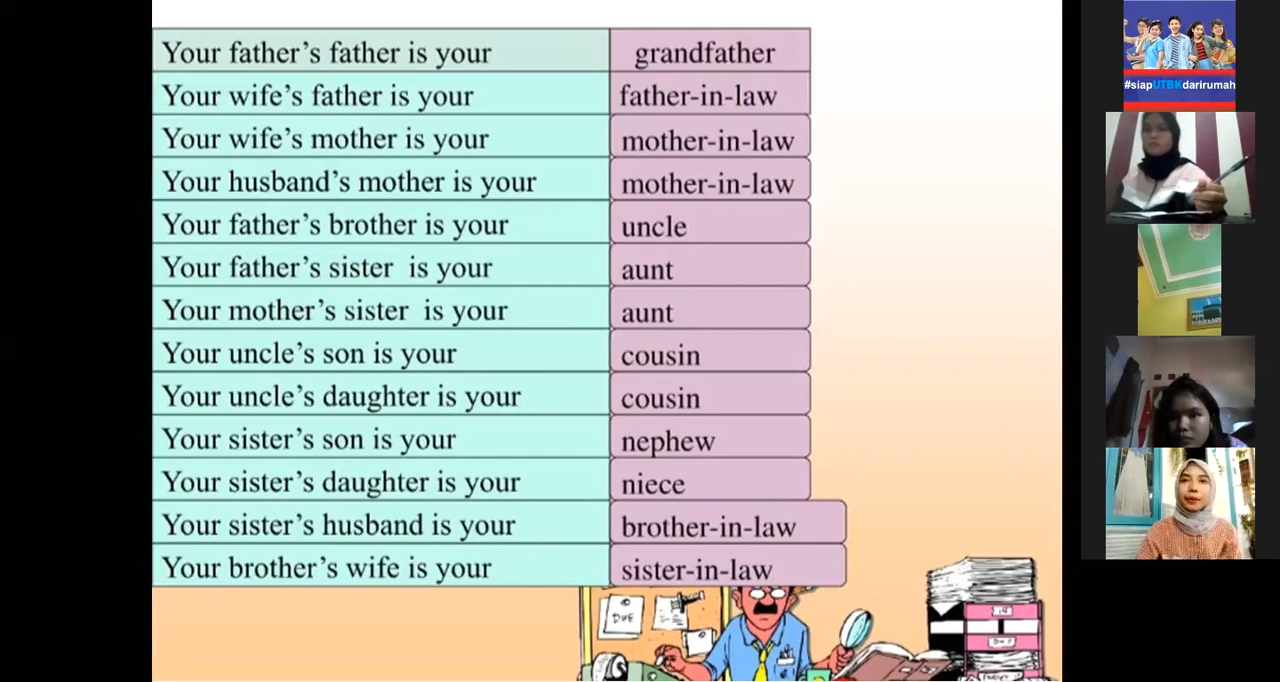 Your father's father is your grandfather
Your wife's father is your father-in-law
Your wife's mother is your mother-in-law
Your husband's mother is your mother-in-law
Your father's brother is your uncle
Your father's sister is your aunt
Your mother's sister is your aunt
Your uncle's son is your cousin
Your uncle's daughter is your cousin
Your sister's son is your nephew
Your sister's daughter is your niece
Your sister's husband is your brother-in-law
Your brother's wife is your sister-in-law
DUE
#siapUTBKdarirumah